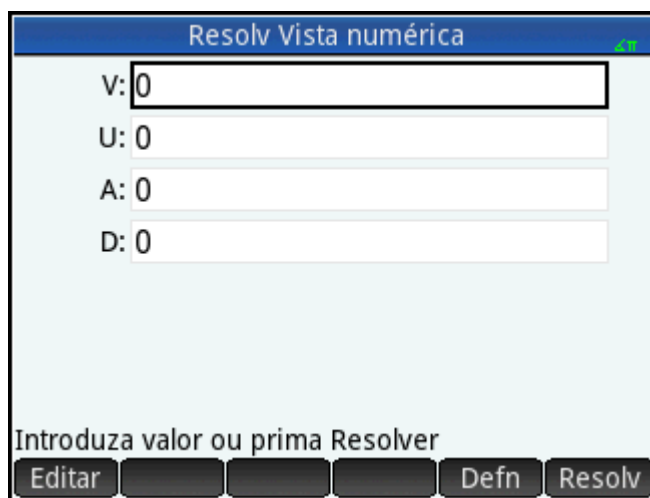 Resolv Vista numérica
∡π
V: 0
U: 0
A: 0
D: 0
Introduza valor ou prima Resolver
Editar Defn Resolv